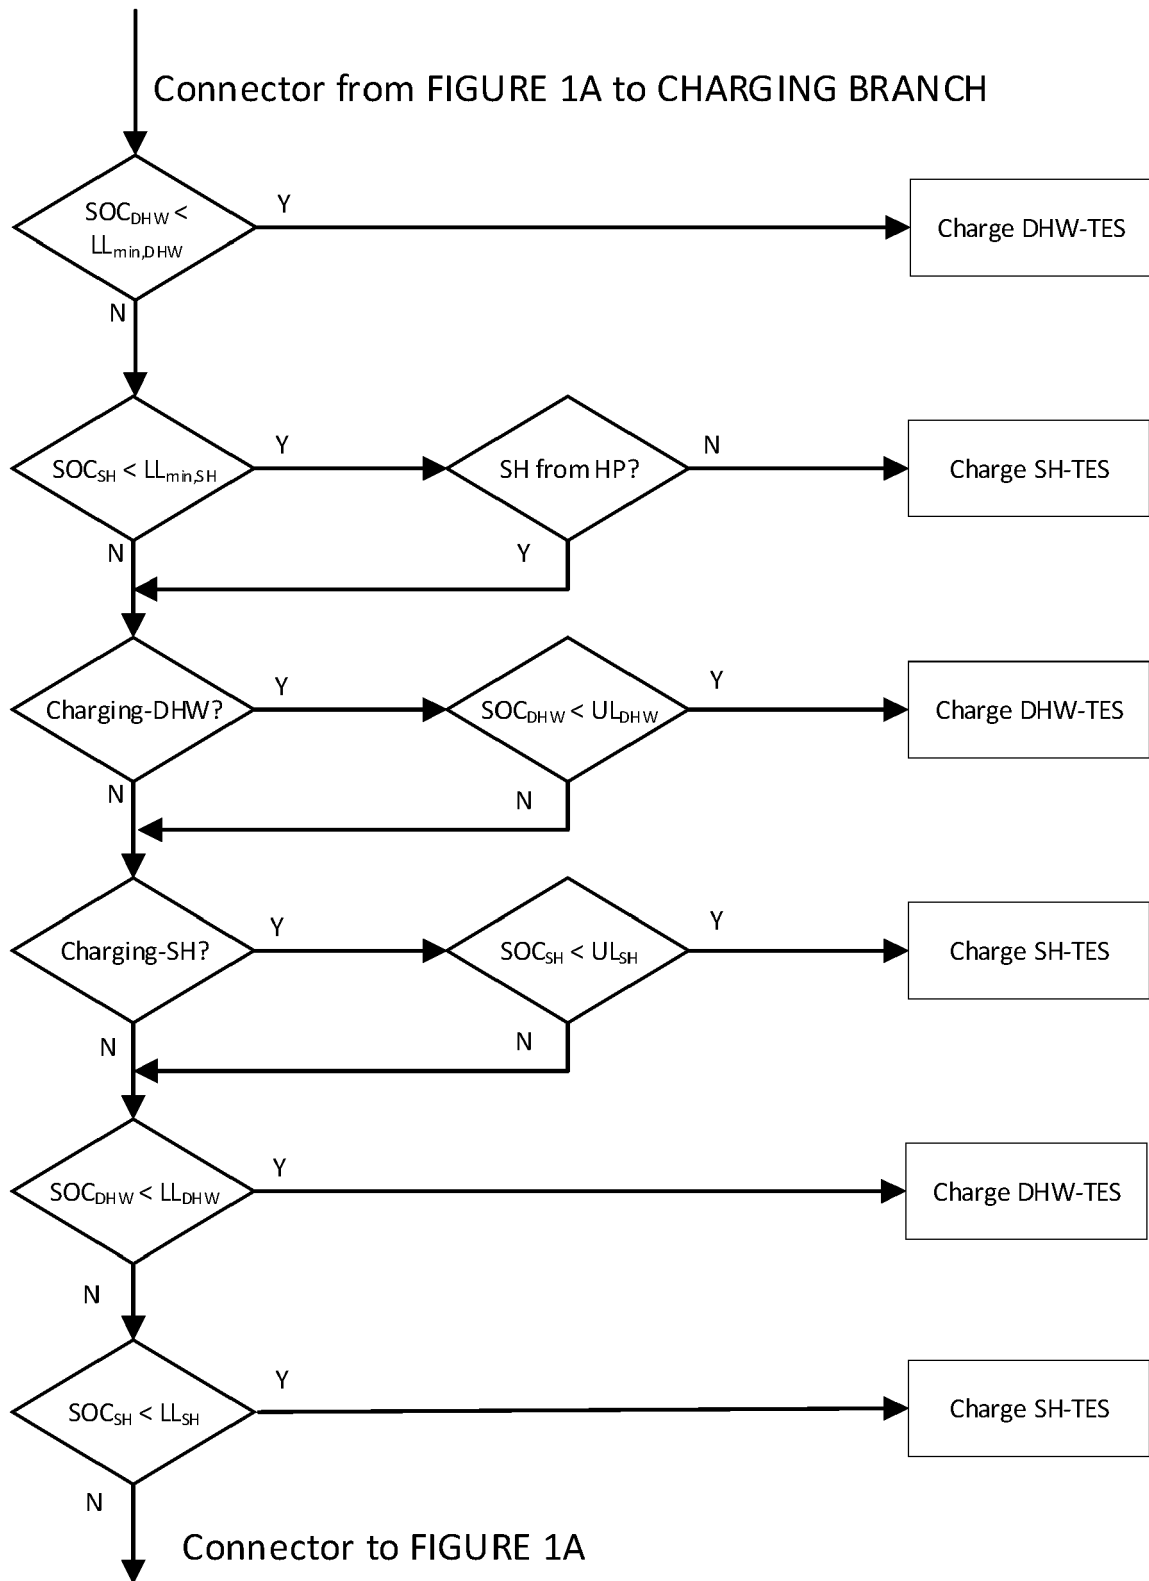 Connector from FIGURE 1A to CHARGING BRANCH
SOC_DHW <
LL_min,DHW
Y
Charge DHW-TES
N
SOC_SH < LL_min,SH
Y
SH from HP?
N
Charge SH-TES
N
Y
Charging-DHW?
Y
SOC_DHW < UL_DHW
Y
Charge DHW-TES
N
N
Charging-SH?
Y
SOC_SH < UL_SH
Y
Charge SH-TES
N
N
SOC_DHW < LL_DHW
Y
Charge DHW-TES
N
SOC_SH < LL_SH
Y
Charge SH-TES
N
Connector to FIGURE 1A